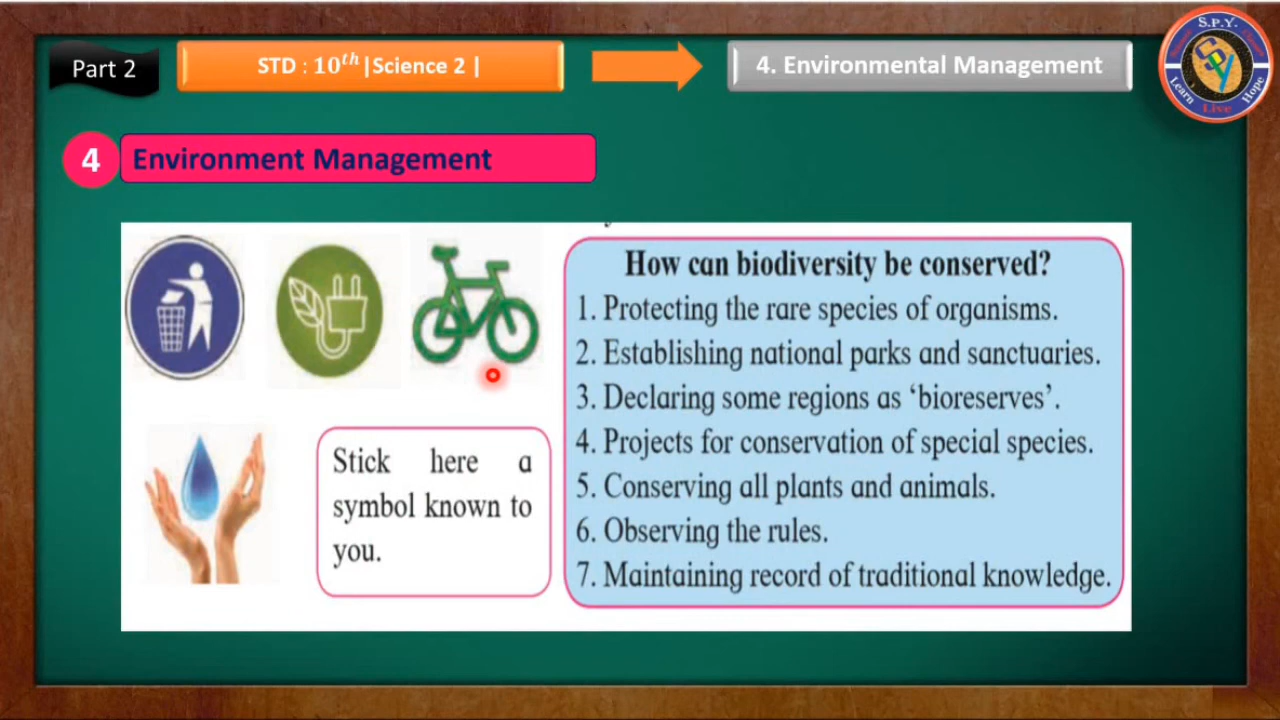 Part 2
STD : 10th |Science 2 |
4. Environmental Management
S.P.Y.
Learn
Live
Hope
4
Environment Management
How can biodiversity be conserved?
1. Protecting the rare species of organisms.
2. Establishing national parks and sanctuaries.
3. Declaring some regions as ‘bioreserves’.
4. Projects for conservation of special species.
5. Conserving all plants and animals.
6. Observing the rules.
7. Maintaining record of traditional knowledge.
Stick here a
symbol known to
you.